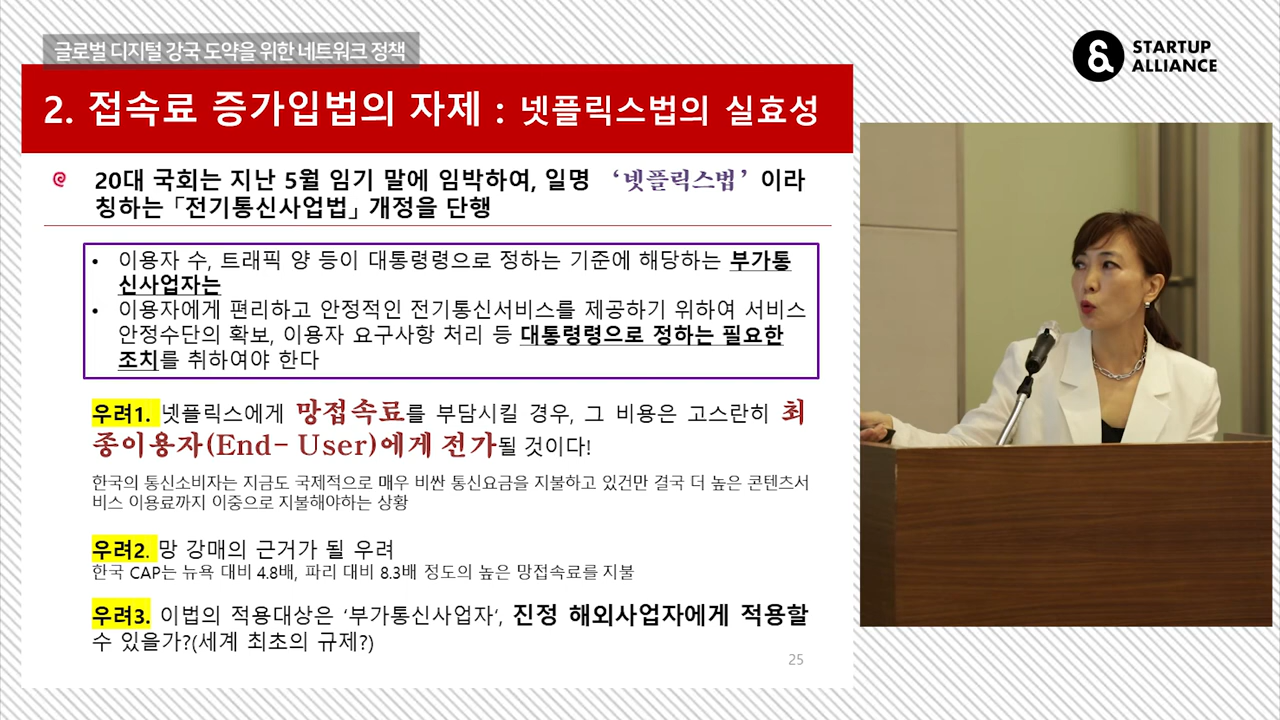 글로벌 디지털 강국 도약을 위한 네트워크 정책
STARTUP
ALLIANCE
2. 접속료 증가입법의 자제 : 넷플릭스법의 실효성
20대 국회는 지난 5월 임기 말에 임박하여, 일명 ‘넷플릭스법’ 이라
칭하는 「전기통신사업법」 개정을 단행
• 이용자 수, 트래픽 양 등이 대통령령으로 정하는 기준에 해당하는 부가통
신사업자는
• 이용자에게 편리하고 안정적인 전기통신서비스를 제공하기 위하여 서비스
안정수단의 확보, 이용자 요구사항 처리 등 대통령령으로 정하는 필요한
조치를 취하여야 한다
우려1. 넷플릭스에게 망접속료를 부담시킬 경우, 그 비용은 고스란히 최
종이용자(End- User)에게 전가될 것이다!
한국의 통신소비자는 지금도 국제적으로 매우 비싼 통신요금을 지불하고 있건만 결국 더 높은 콘텐츠서
비스 이용료까지 이중으로 지불해야하는 상황
우려2. 망 강매의 근거가 될 우려
한국 CAP는 뉴욕 대비 4.8배, 파리 대비 8.3배 정도의 높은 망접속료를 지불
우려3. 이법의 적용대상은 ‘부가통신사업자‘, 진정 해외사업자에게 적용할
수 있을가?(세계 최초의 규제?)
25